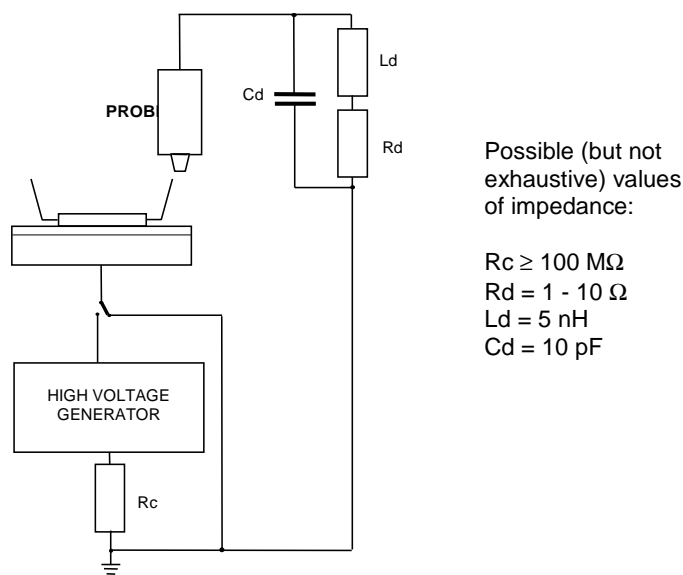 Ld
Cd
PROB
Rd
Possible (but not
exhaustive) values
of impedance:
Rc ≥ 100 MΩ
Rd = 1 - 10 Ω
Ld = 5 nH
Cd = 10 pF
HIGH VOLTAGE
GENERATOR
Rc